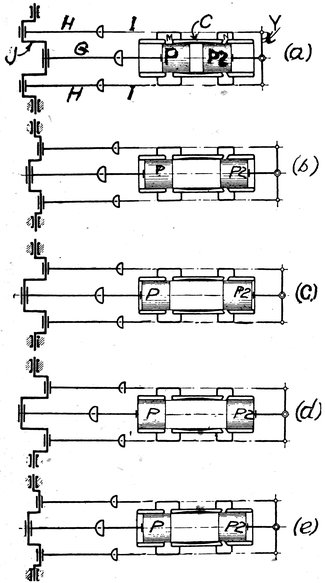 H I M C N Y
J G P P2 (a)
H I
P P2 (b)
P P2 (c)
P P2 (d)
P P2 (e)